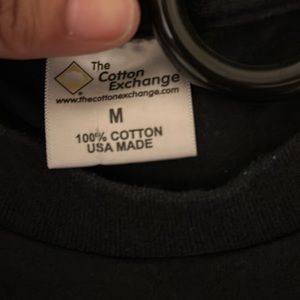 The
Cotton
Exchange
www.thecottonexchange.com
M
100% COTTON
USA MADE